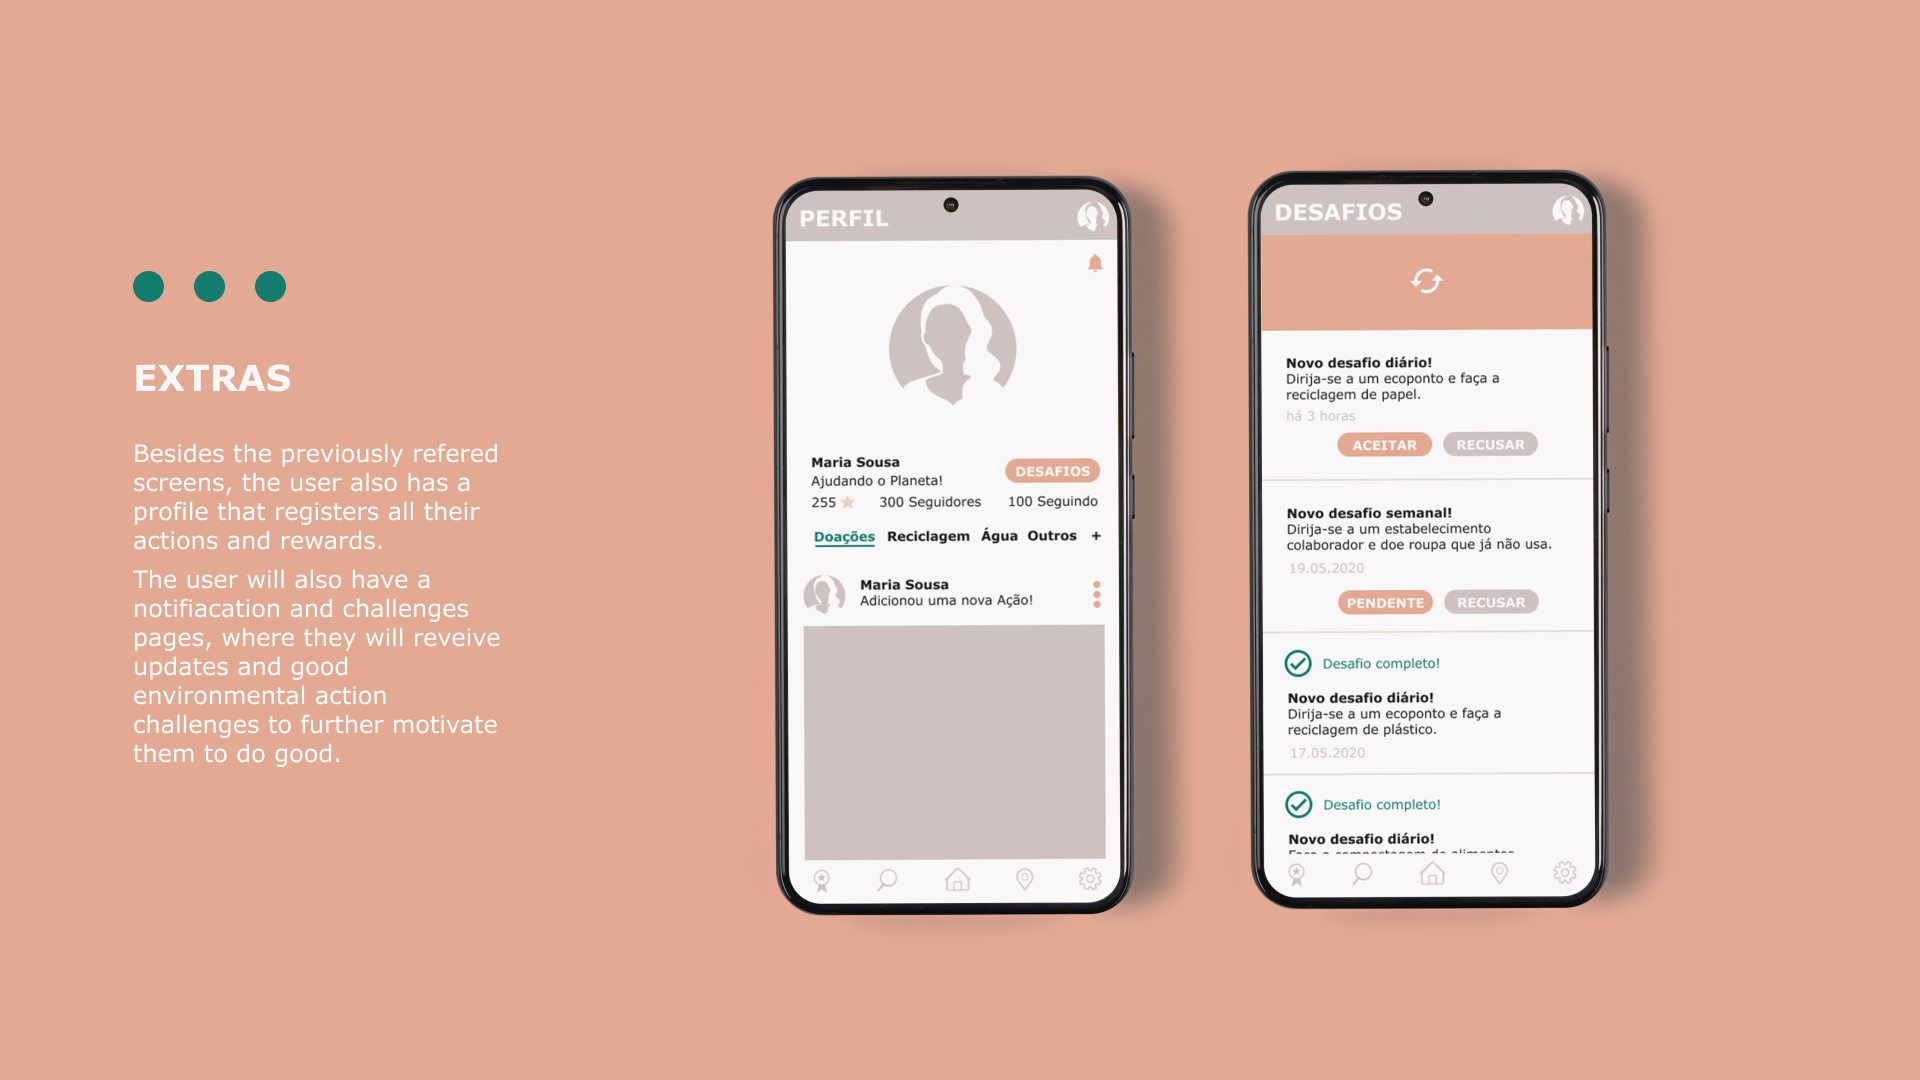 EXTRAS
Besides the previously refered
screens, the user also has a
profile that registers all their
actions and rewards.
The user will also have a
notifiacation and challenges
pages, where they will reveive
updates and good
environmental action
challenges to further motivate
them to do good.
PERFIL
Maria Sousa
DESAFIOS
Ajudando o Planeta!
255 300 Seguidores 100 Seguindo
Doações Reciclagem Água Outros +
Maria Sousa
Adicionou uma nova Ação!
DESAFIOS
Novo desafio diário!
Dirija-se a um ecoponto e faça a
reciclagem de papel.
há 3 horas
ACEITAR RECUSAR
Novo desafio semanal!
Dirija-se a um estabelecimento
colaborador e doe roupa que já não usa.
19.05.2020
PENDENTE RECUSAR
Desafio completo!
Novo desafio diário!
Dirija-se a um ecoponto e faça a
reciclagem de plástico.
17.05.2020
Desafio completo!
Novo desafio diário!
Faça a compostagem de alimentos